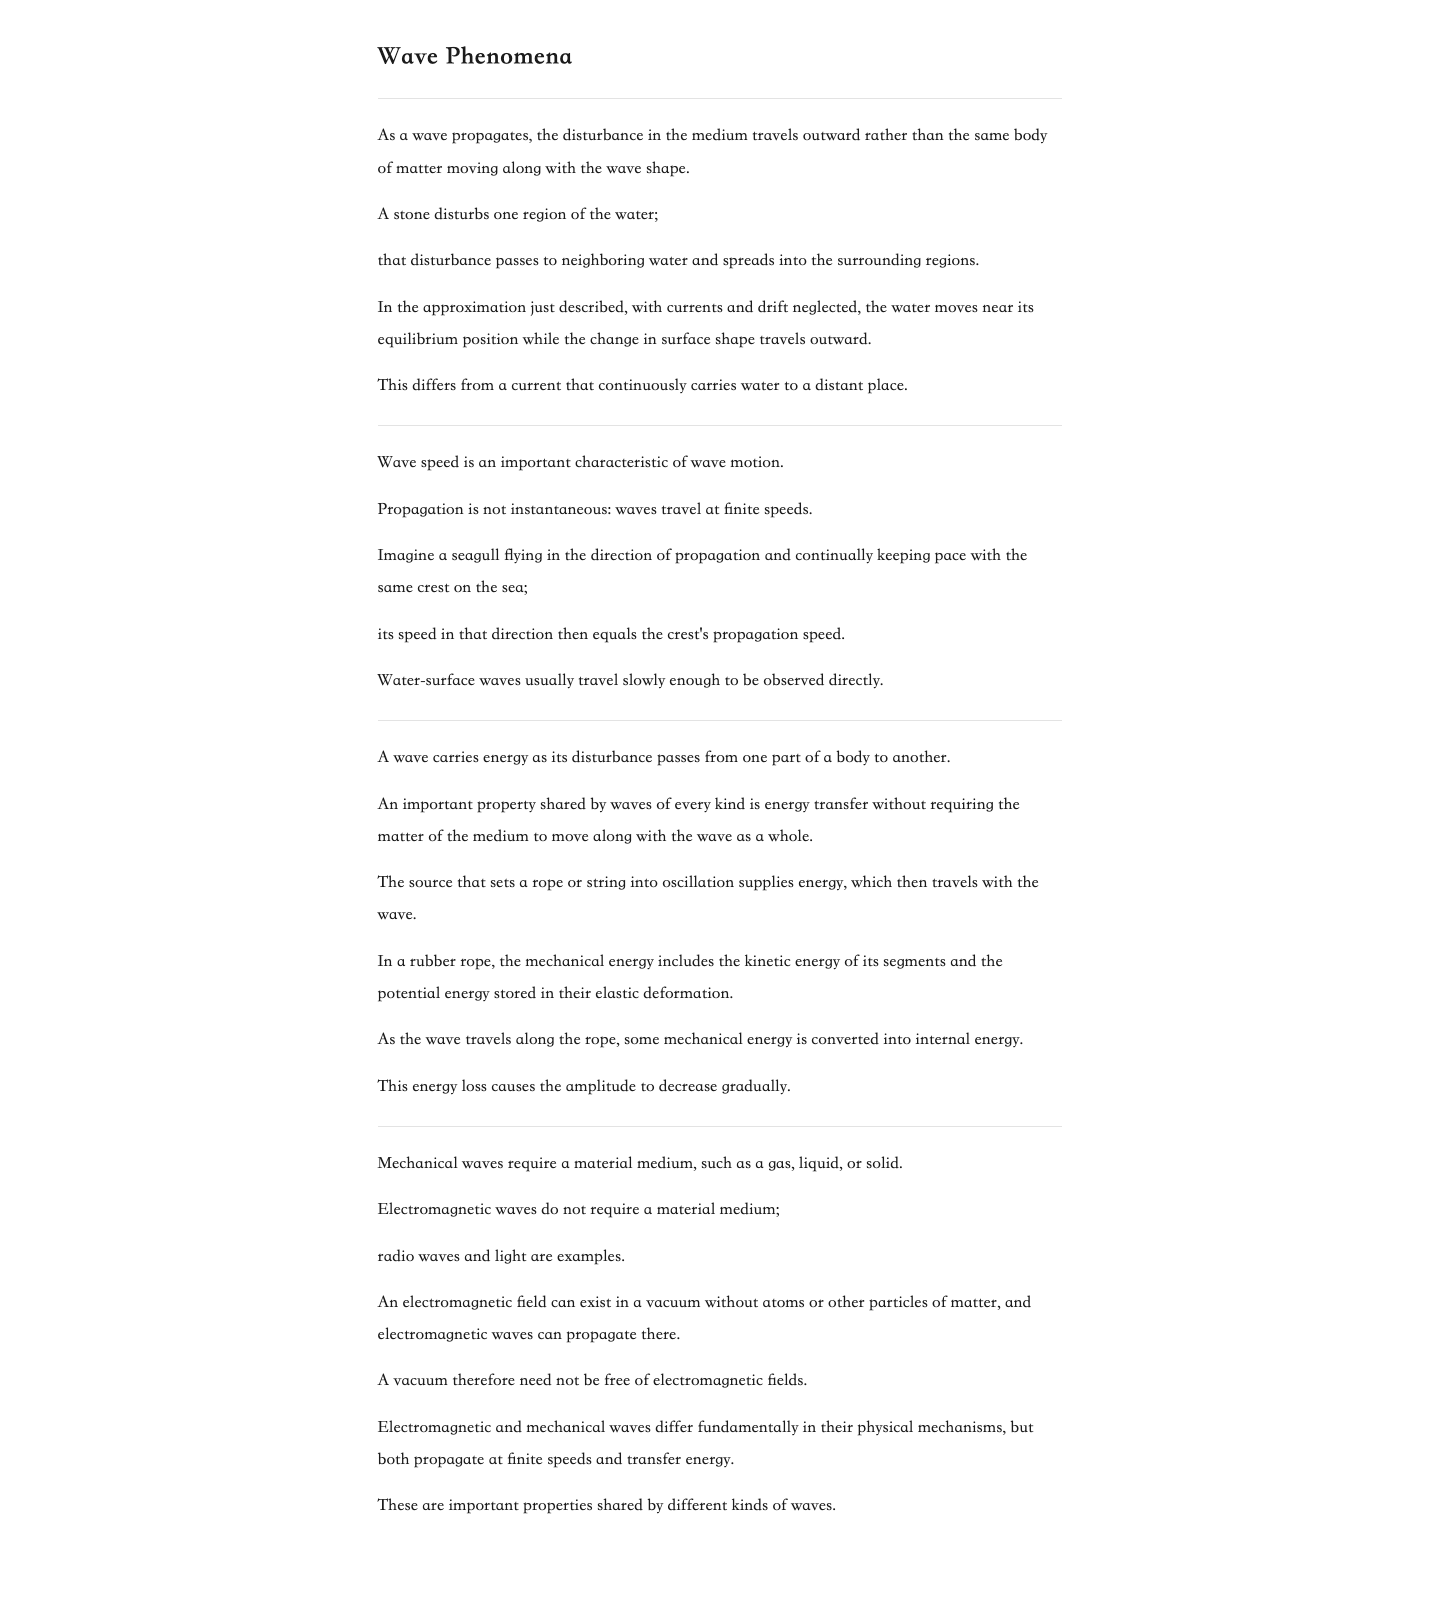 Wave Phenomena
As a wave propagates, the disturbance in the medium travels outward rather than the same body
of matter moving along with the wave shape.
A stone disturbs one region of the water;
that disturbance passes to neighboring water and spreads into the surrounding regions.
In the approximation just described, with currents and drift neglected, the water moves near its
equilibrium position while the change in surface shape travels outward.
This differs from a current that continuously carries water to a distant place.
Wave speed is an important characteristic of wave motion.
Propagation is not instantaneous: waves travel at finite speeds.
Imagine a seagull flying in the direction of propagation and continually keeping pace with the
same crest on the sea;
its speed in that direction then equals the crest's propagation speed.
Water-surface waves usually travel slowly enough to be observed directly.
A wave carries energy as its disturbance passes from one part of a body to another.
An important property shared by waves of every kind is energy transfer without requiring the
matter of the medium to move along with the wave as a whole.
The source that sets a rope or string into oscillation supplies energy, which then travels with the
wave.
In a rubber rope, the mechanical energy includes the kinetic energy of its segments and the
potential energy stored in their elastic deformation.
As the wave travels along the rope, some mechanical energy is converted into internal energy.
This energy loss causes the amplitude to decrease gradually.
Mechanical waves require a material medium, such as a gas, liquid, or solid.
Electromagnetic waves do not require a material medium;
radio waves and light are examples.
An electromagnetic field can exist in a vacuum without atoms or other particles of matter, and
electromagnetic waves can propagate there.
A vacuum therefore need not be free of electromagnetic fields.
Electromagnetic and mechanical waves differ fundamentally in their physical mechanisms, but
both propagate at finite speeds and transfer energy.
These are important properties shared by different kinds of waves.